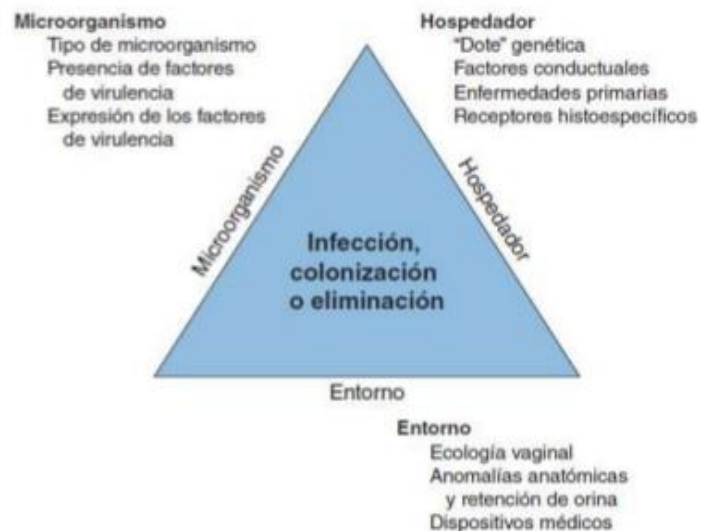 Microorganismo
Tipo de microorganismo
Presencia de factores
de virulencia
Expresión de los factores
de virulencia
Hospedador
"Dote" genética
Factores conductuales
Enfermedades primarias
Receptores histoespecíficos
Microorganismo
Hospedador
Infección,
colonización
o eliminación
Entorno
Entorno
Ecología vaginal
Anomalías anatómicas
y retención de orina
Dispositivos médicos